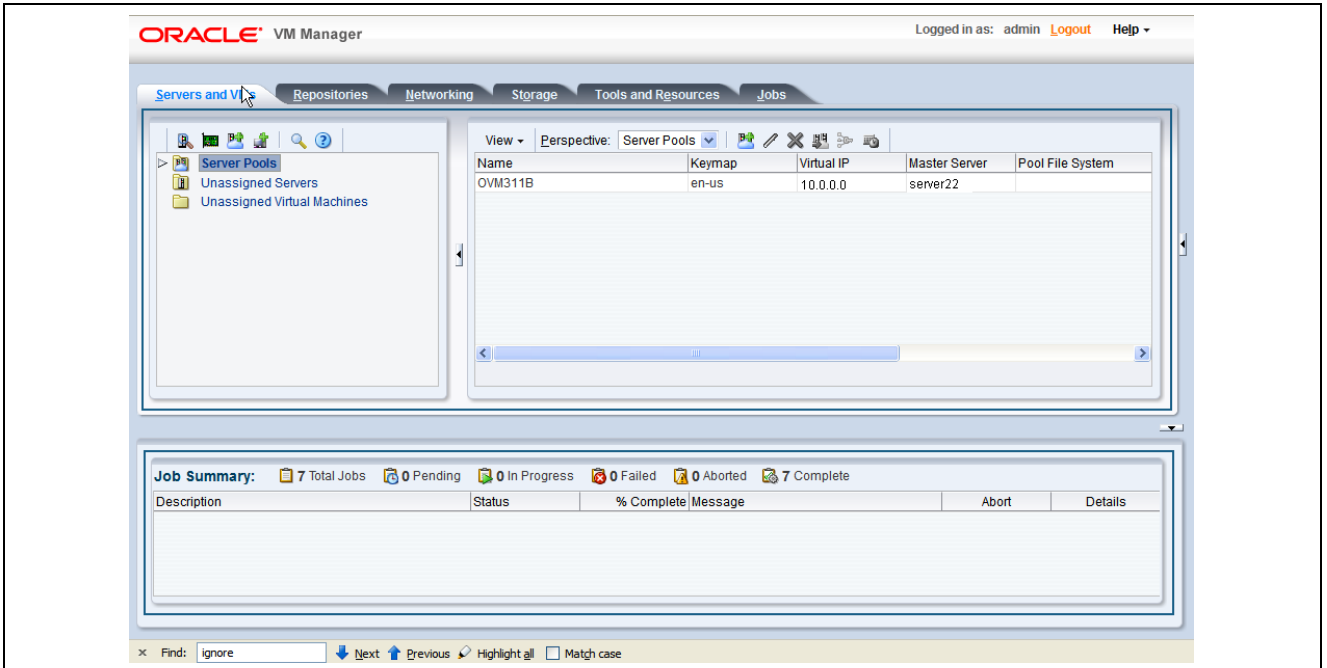 ORACLE VM Manager
Logged in as: admin Logout Help
Servers and VMs Repositories Networking Storage Tools and Resources Jobs
View Perspective: Server Pools
Server Pools
Unassigned Servers
Unassigned Virtual Machines
Name Keymap Virtual IP Master Server Pool File System
OVM311B en-us 10.0.0.0 server22
Job Summary: 7 Total Jobs 0 Pending 0 In Progress 0 Failed 0 Aborted 7 Complete
Description Status % Complete Message Abort Details
× Find: ignore Next Previous Highlight all Match case